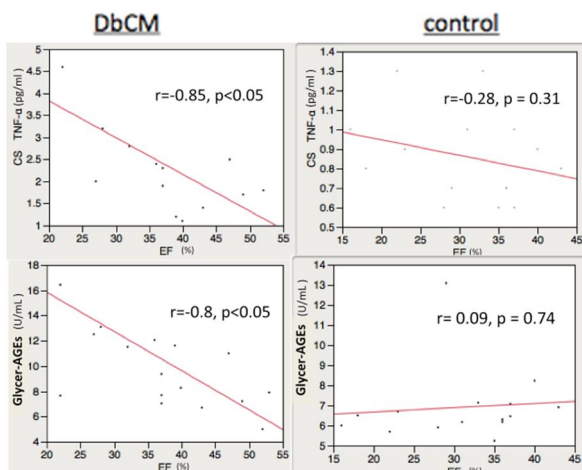 DbCM
control
CS TNF-α (pg/ml)
5
4.5
4
3.5
3
2.5
2
1.5
1
r=-0.85, p<0.05
20 25 30 35 40 45 50 55
EF (%)
CS TNF-α (pg/ml)
1.4
1.3
1.2
1.1
1
0.9
0.8
0.7
0.6
0.5
r=-0.28, p = 0.31
15 20 25 30 35 40 45
EF (%)
Glycer-AGEs (U/mL)
18
16
14
12
10
8
6
4
r=-0.8, p<0.05
20 25 30 35 40 45 50 55
EF (%)
Glycer-AGEs (U/mL)
14
13
12
11
10
9
8
7
6
5
r= 0.09, p = 0.74
15 20 25 30 35 40 45
EF (%)